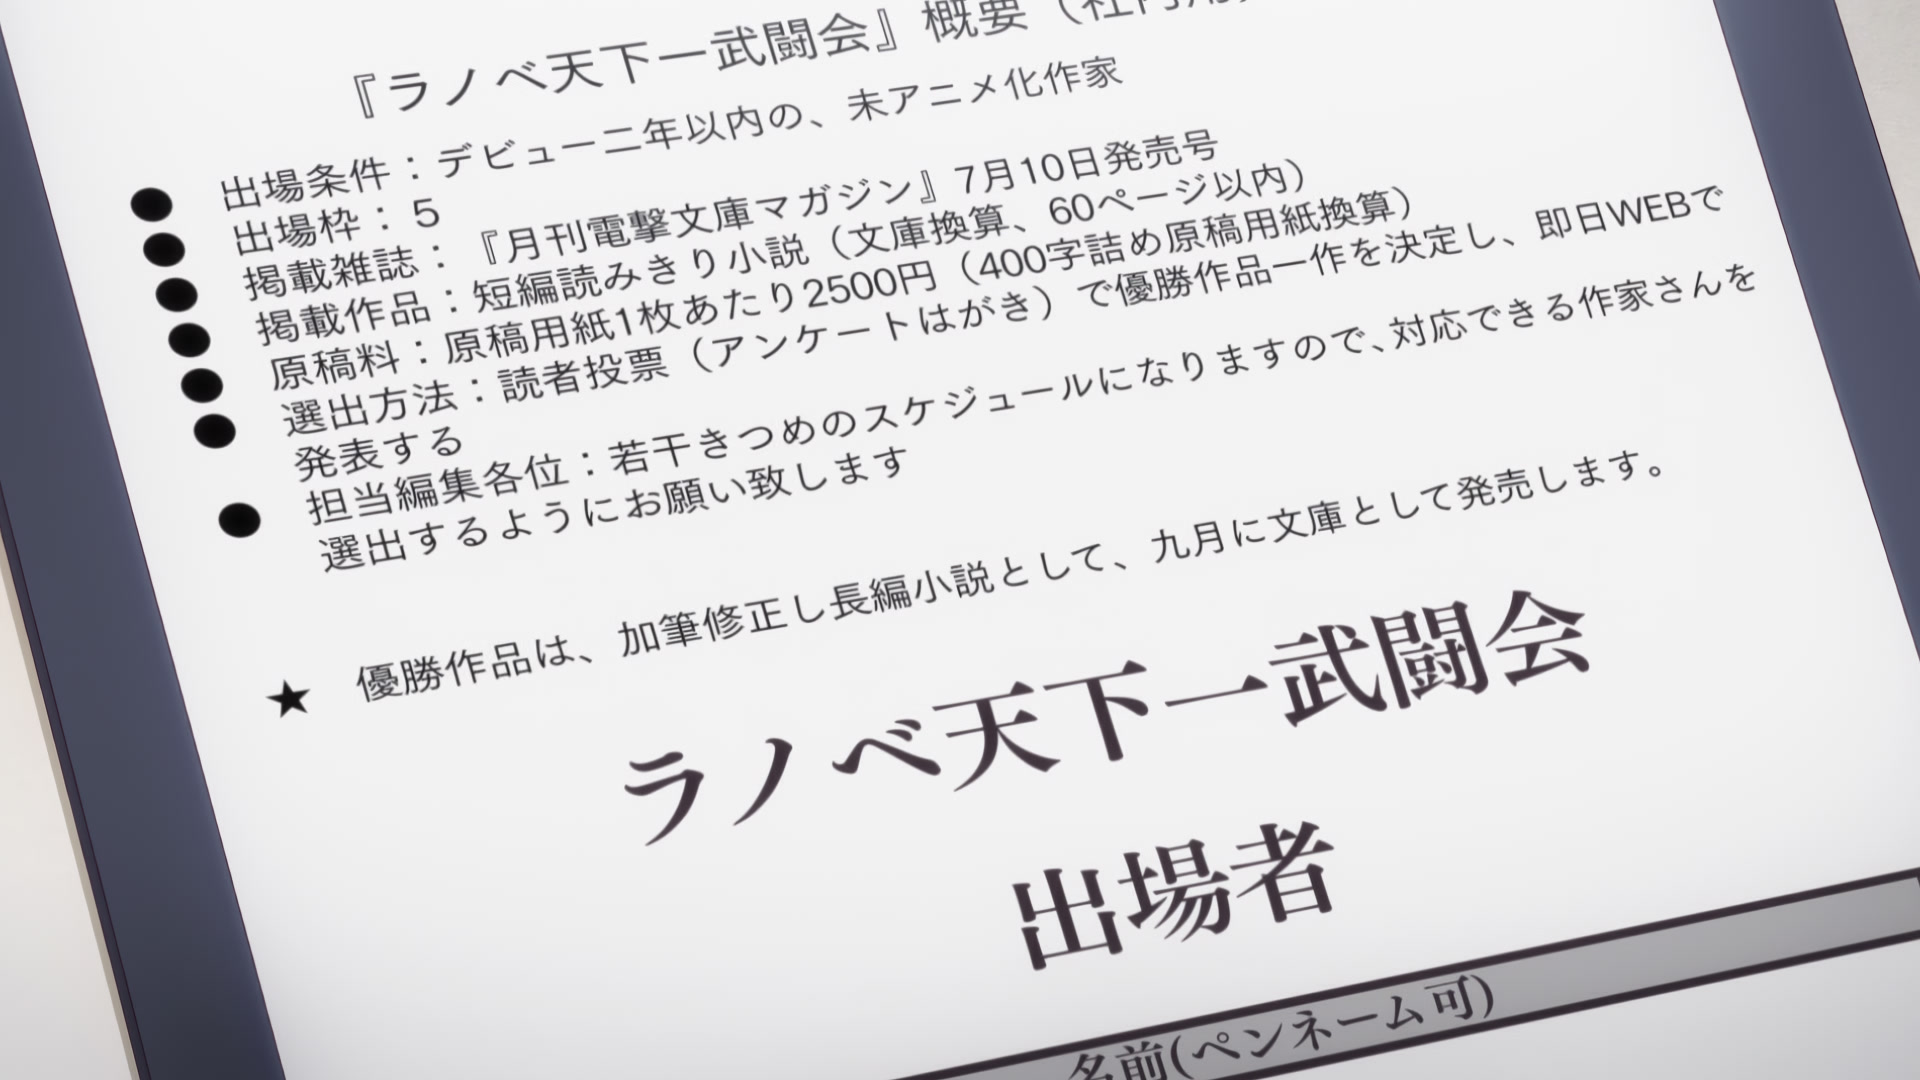 『ラノベ天下一武闘会』概要（社内用
● 出場条件：デビュー二年以内の、未アニメ化作家
● 出場枠：５
● 掲載雑誌：『月刊電撃文庫マガジン』7月10日発売号
● 掲載作品：短編読みきり小説（文庫換算、60ページ以内）
● 原稿料：原稿用紙1枚あたり2500円（400字詰め原稿用紙換算）
● 選出方法：読者投票（アンケートはがき）で優勝作品一作を決定し、即日WEBで
発表する
● 担当編集各位：若干きつめのスケジュールになりますので、対応できる作家さんを
選出するようにお願い致します
★ 優勝作品は、加筆修正し長編小説として、九月に文庫として発売します。
ラノベ天下一武闘会
出場者
名前(ペンネーム可)